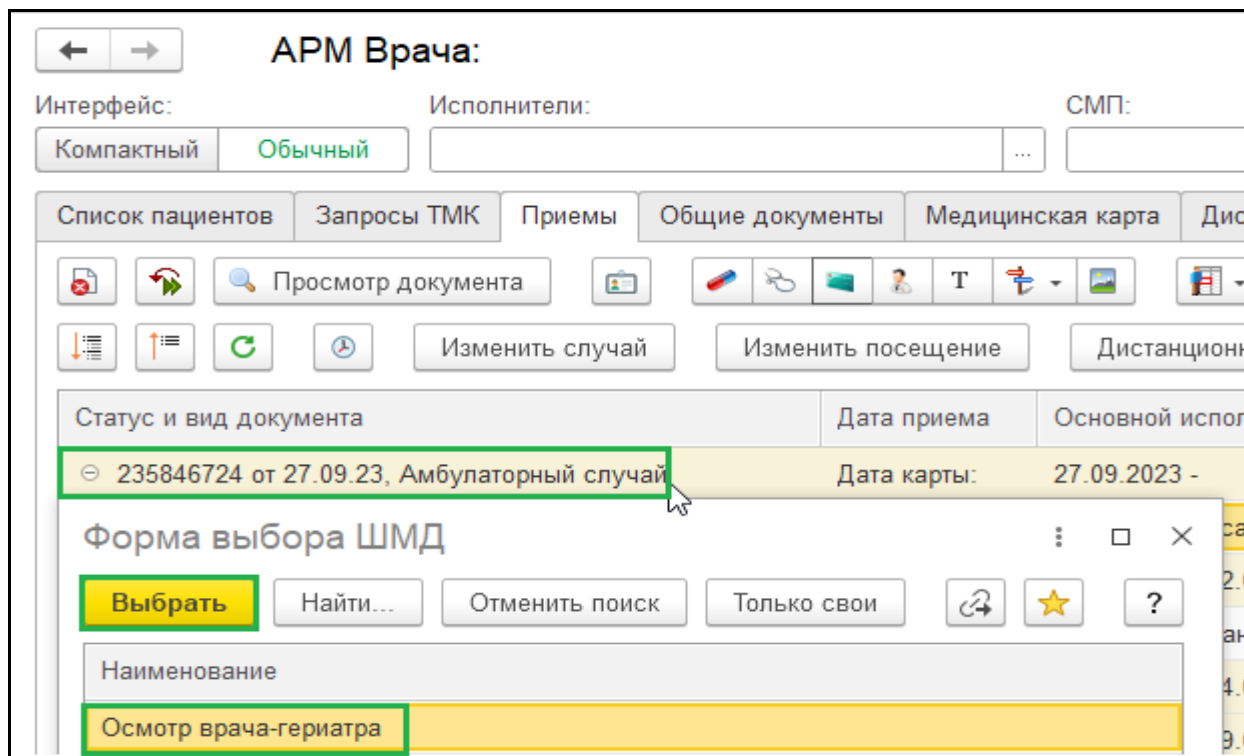 АРМ Врача:
Интерфейс: Исполнители: СМП:
Компактный Обычный ...
Список пациентов Запросы ТМК Приемы Общие документы Медицинская карта
Просмотр документа T
Изменить случай Изменить посещение
Статус и вид документа Дата приема Основной
235846724 от 27.09.23, Амбулаторный случай Дата карты: 27.09.2023 -
Форма выбора ШМД
Выбрать Найти... Отменить поиск Только свои ?
Наименование
Осмотр врача-гериатра